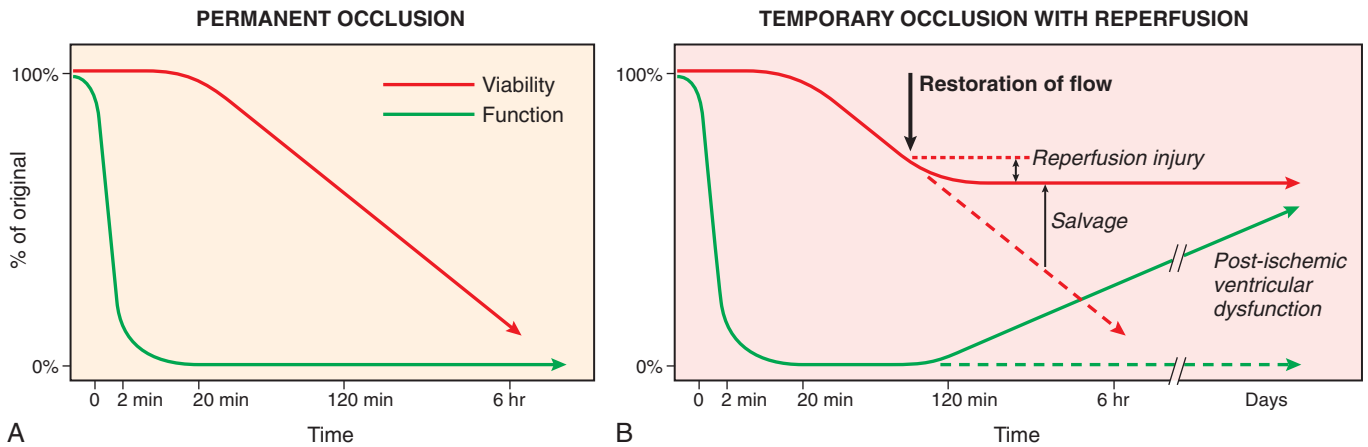 PERMANENT OCCLUSION
100%
Viability
Function
% of original
0%
0 2 min 20 min 120 min 6 hr
A Time
TEMPORARY OCCLUSION WITH REPERFUSION
100%
Restoration of flow
Reperfusion injury
Salvage
Post-ischemic
ventricular
dysfunction
0%
0 2 min 20 min 120 min 6 hr Days
B Time